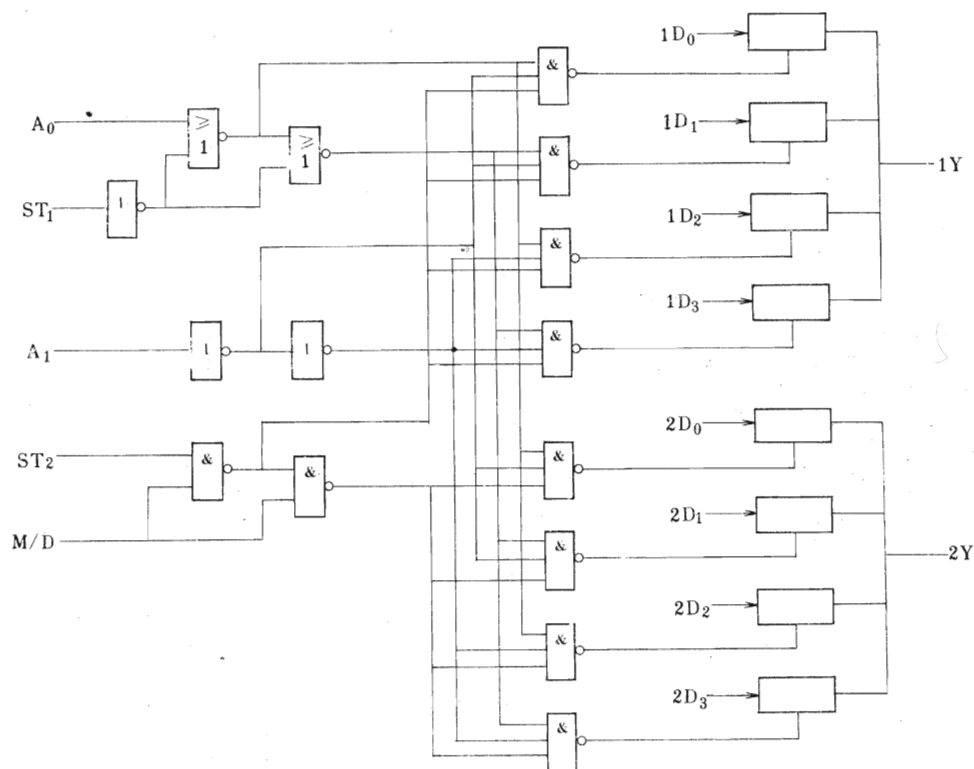 1D₀
&
A₀
≥
1
≥
1
&
1D₁
1Y
ST₁
1
&
1D₂
A₁
1
1
&
1D₃
ST₂
&
&
&
2D₀
M/D
&
2D₁
2Y
&
2D₂
&
2D₃